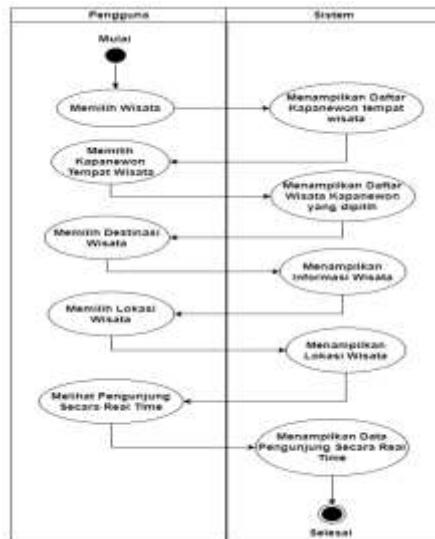 Pengguna
Sistem
Mulai
Memilih Wisata
Menampilkan Daftar
Kapanewon tempat
wisata
Memilih
Kapanewon
Tempat Wisata
Menampilkan Daftar
Wisata Kapanewon
yang dipilih
Memilih Destinasi
Wisata
Menampilkan
Informasi Wisata
Memilih Lokasi
Wisata
Menampilkan
Lokasi Wisata
Melihat Pengunjung
Secara Real Time
Menampilkan Data
Pengunjung Secara Real
Time
Selesai